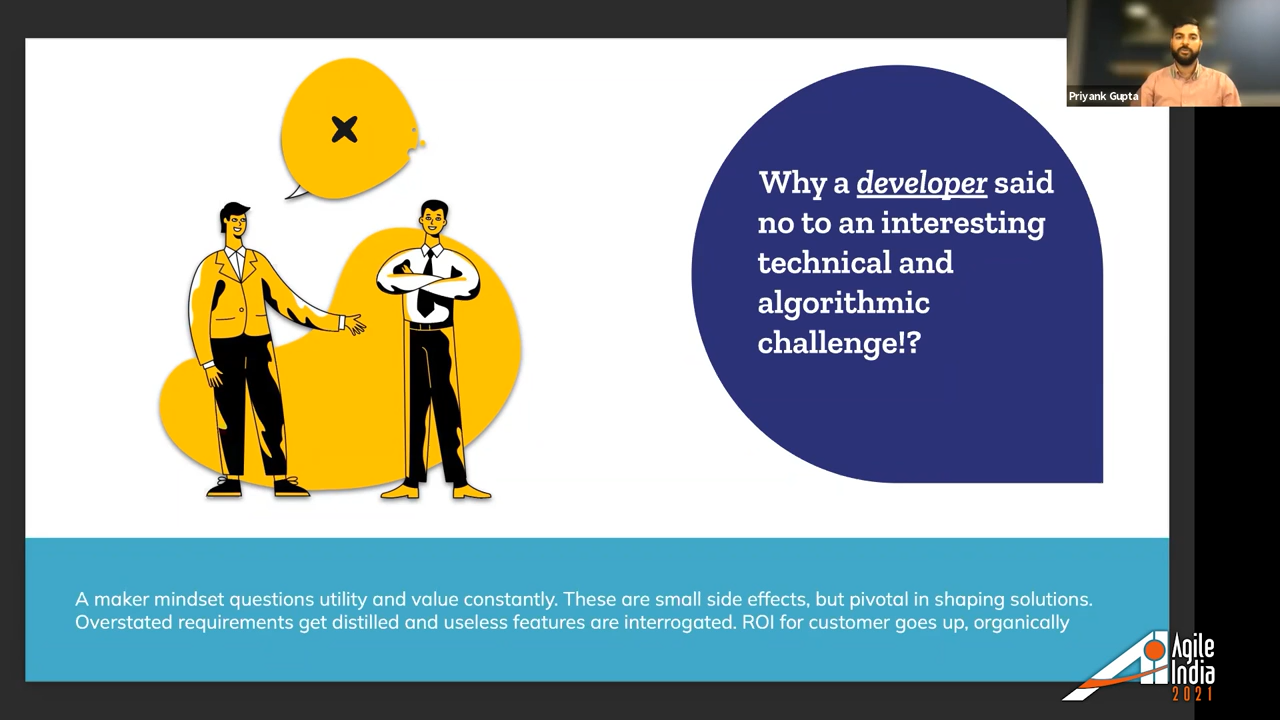 Priyank Gupta
Why a developer said
no to an interesting
technical and
algorithmic
challenge!?
A maker mindset questions utility and value constantly. These are small side effects, but pivotal in shaping solutions.
Overstated requirements get distilled and useless features are interrogated. ROI for customer goes up, organically
Agile
India
2021